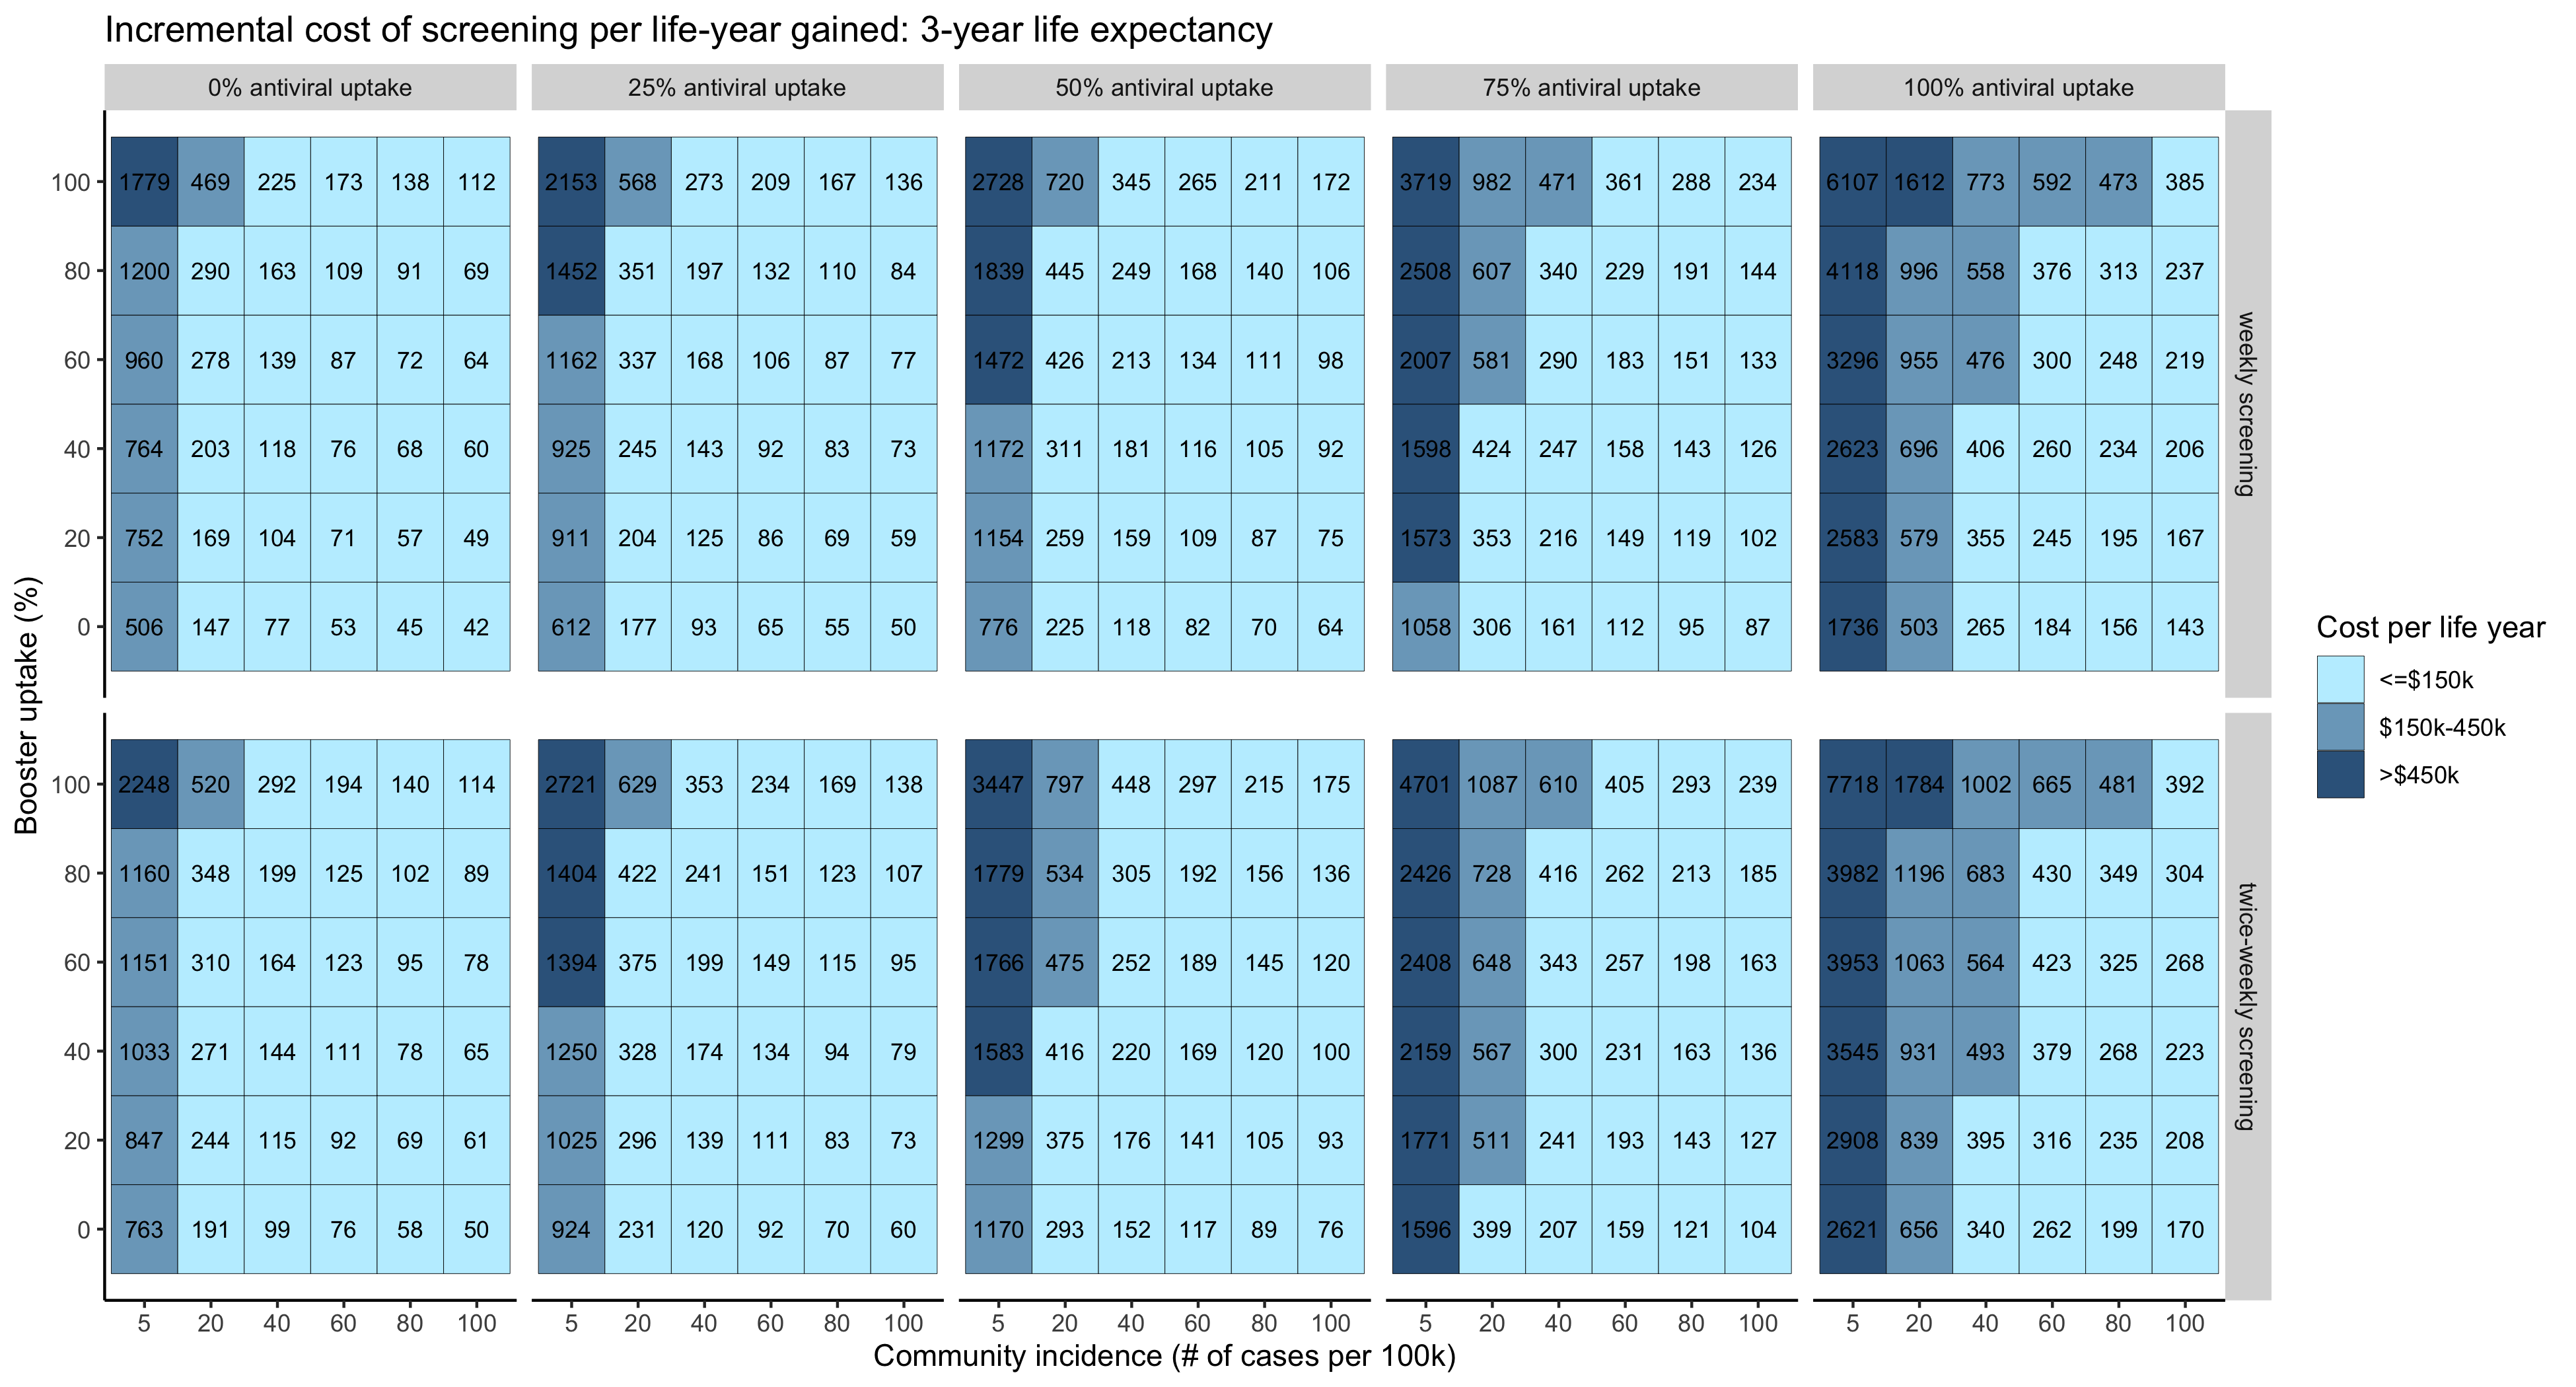 Incremental cost of screening per life-year gained: 3-year life expectancy
0% antiviral uptake 25% antiviral uptake 50% antiviral uptake 75% antiviral uptake 100% antiviral uptake
100 1779 469 225 173 138 112 2153 568 273 209 167 136 2728 720 345 265 211 172 3719 982 471 361 288 234 6107 1612 773 592 473 385
80 1200 290 163 109 91 69 1452 351 197 132 110 84 1839 445 249 168 140 106 2508 607 340 229 191 144 4118 996 558 376 313 237
60 960 278 139 87 72 64 1162 337 168 106 87 77 1472 426 213 134 111 98 2007 581 290 183 151 133 3296 955 476 300 248 219
40 764 203 118 76 68 60 925 245 143 92 83 73 1172 311 181 116 105 92 1598 424 247 158 143 126 2623 696 406 260 234 206
20 752 169 104 71 57 49 911 204 125 86 69 59 1154 259 159 109 87 75 1573 353 216 149 119 102 2583 579 355 245 195 167
0 506 147 77 53 45 42 612 177 93 65 55 50 776 225 118 82 70 64 1058 306 161 112 95 87 1736 503 265 184 156 143
weekly screening
100 2248 520 292 194 140 114 2721 629 353 234 169 138 3447 797 448 297 215 175 4701 1087 610 405 293 239 7718 1784 1002 665 481 392
80 1160 348 199 125 102 89 1404 422 241 151 123 107 1779 534 305 192 156 136 2426 728 416 262 213 185 3982 1196 683 430 349 304
60 1151 310 164 123 95 78 1394 375 199 149 115 95 1766 475 252 189 145 120 2408 648 343 257 198 163 3953 1063 564 423 325 268
40 1033 271 144 111 78 65 1250 328 174 134 94 79 1583 416 220 169 120 100 2159 567 300 231 163 136 3545 931 493 379 268 223
20 847 244 115 92 69 61 1025 296 139 111 83 73 1299 375 176 141 105 93 1771 511 241 193 143 127 2908 839 395 316 235 208
0 763 191 99 76 58 50 924 231 120 92 70 60 1170 293 152 117 89 76 1596 399 207 159 121 104 2621 656 340 262 199 170
twice-weekly screening
5 20 40 60 80 100 5 20 40 60 80 100 5 20 40 60 80 100 5 20 40 60 80 100 5 20 40 60 80 100
Community incidence (# of cases per 100k)
Booster uptake (%)
Cost per life year
<=$150k
$150k-450k
>$450k